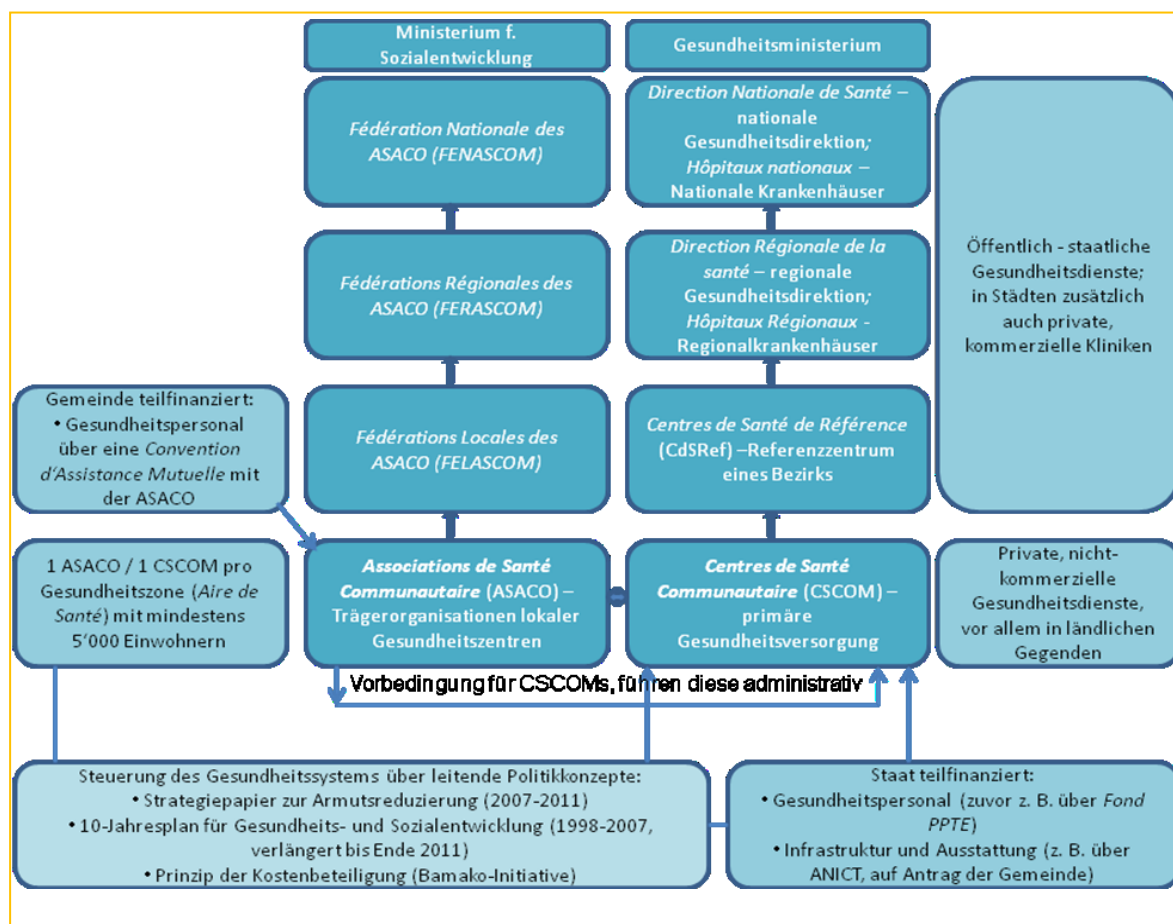 Ministerium f.
Sozialentwicklung
Gesundheitsministerium
Fédération Nationale des
ASACO (FENASCOM)
Direction Nationale de Santé –
nationale
Gesundheitsdirektion;
Hôpitaux nationaux –
Nationale Krankenhäuser
Öffentlich - staatliche
Gesundheitsdienste;
in Städten zusätzlich
auch private,
kommerzielle Kliniken
Fédérations Régionales des
ASACO (FERASCOM)
Direction Régionale de la
santé – regionale
Gesundheitsdirektion;
Hôpitaux Régionaux -
Regionalkrankenhäuser
Gemeinde teilfinanziert:
• Gesundheitspersonal
über eine Convention
d'Assistance Mutuelle mit
der ASACO
Fédérations Locales des
ASACO (FELASCOM)
Centres de Santé de Référence
(CdSRef) –Referenzzentrum
eines Bezirks
1 ASACO / 1 CSCOM pro
Gesundheitszone (Aire de
Santé) mit mindestens
5'000 Einwohnern
Associations de Santé
Communautaire (ASACO) –
Trägerorganisationen lokaler
Gesundheitszentren
Centres de Santé
Communautaire (CSCOM) –
primäre
Gesundheitsversorgung
Private, nicht-
kommerzielle
Gesundheitsdienste,
vor allem in ländlichen
Gegenden
Vorbedingung für CSCOMs, führen diese administrativ
Steuerung des Gesundheitssystems über leitende Politikkonzepte:
• Strategiepapier zur Armutsreduzierung (2007-2011)
• 10-Jahresplan für Gesundheits- und Sozialentwicklung (1998-2007,
verlängert bis Ende 2011)
• Prinzip der Kostenbeteiligung (Bamako-Initiative)
Staat teilfinanziert:
• Gesundheitspersonal (zuvor z. B. über Fond
PPTE)
• Infrastruktur und Ausstattung (z. B. über
ANICT, auf Antrag der Gemeinde)